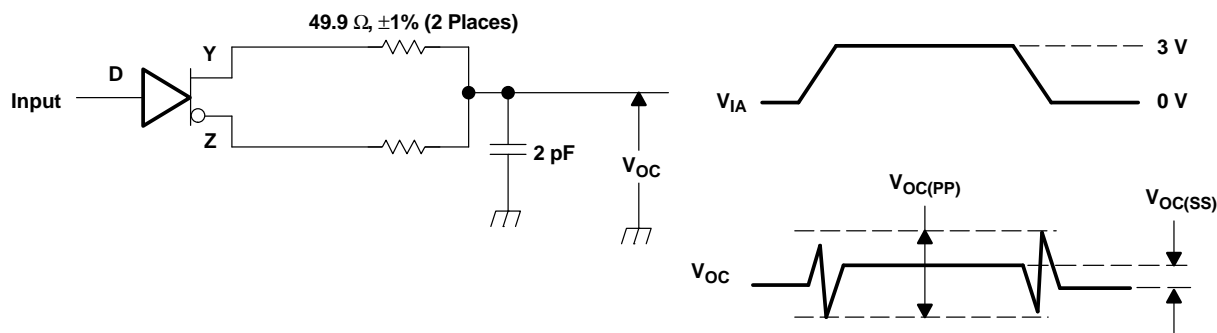 49.9 Ω, ±1% (2 Places)
Y
D
Input
Z
2 pF
VOC
3 V
VIA
0 V
VOC(PP)
VOC(SS)
VOC